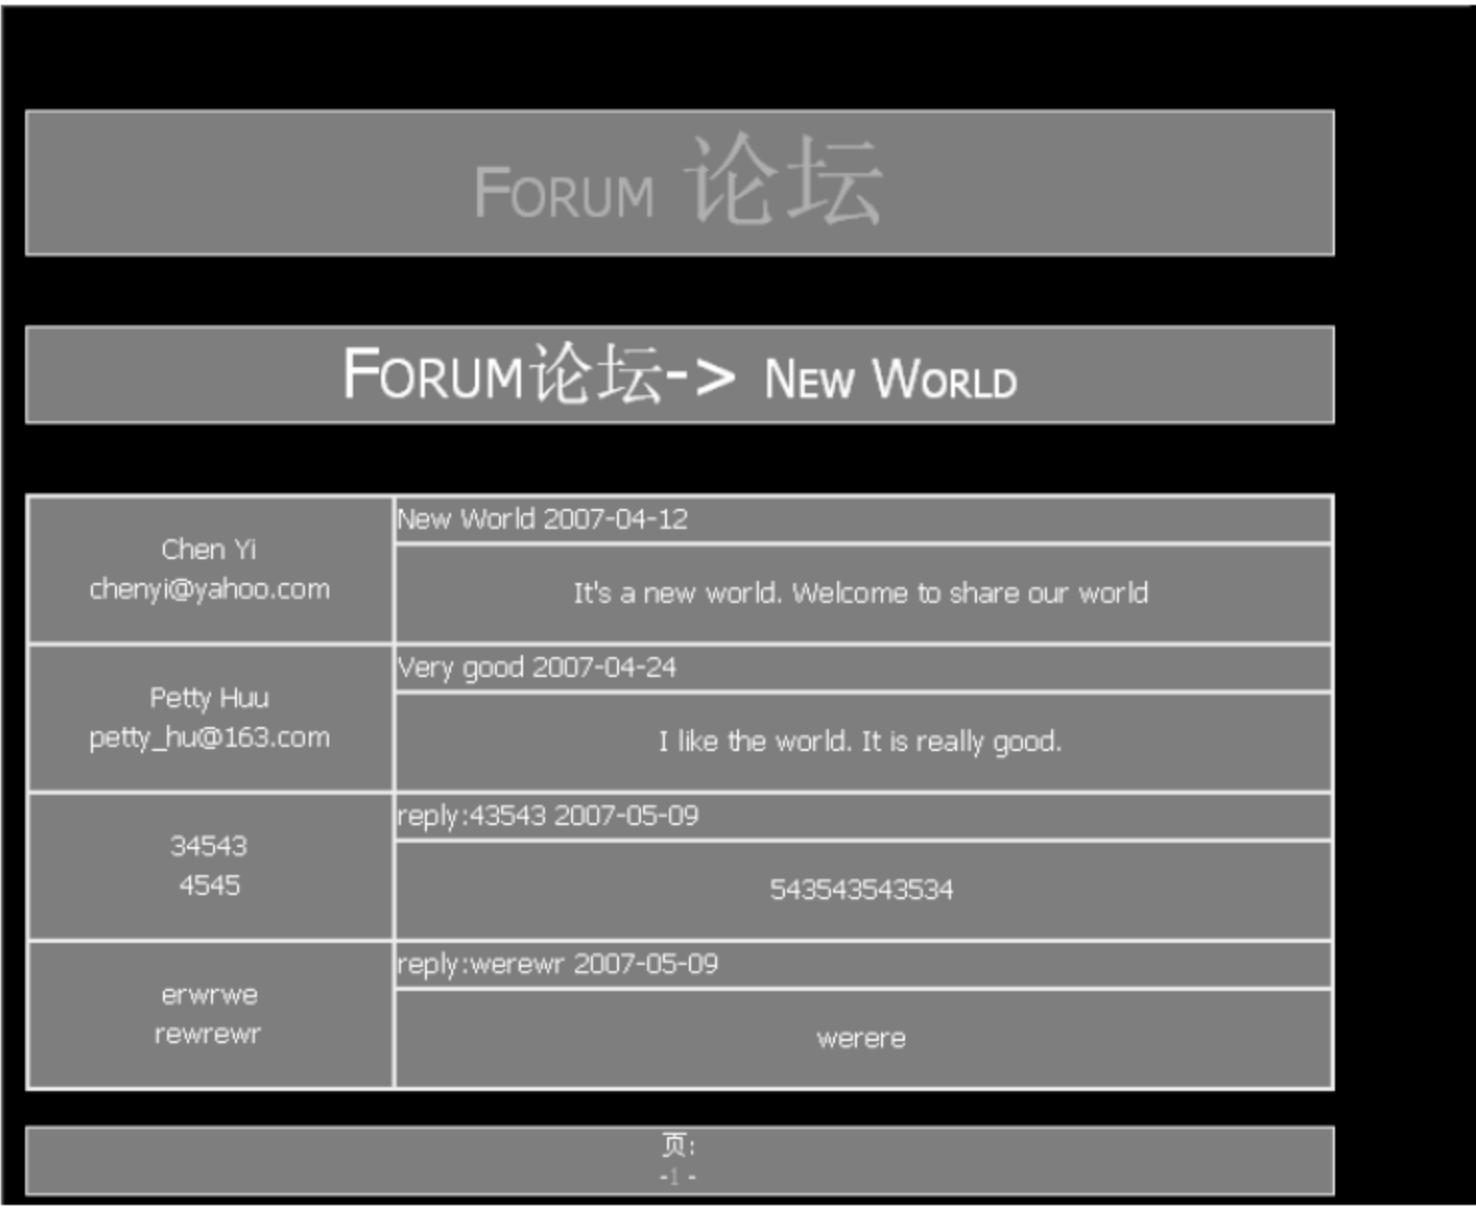 Forum 论坛
Forum论坛-> New World
Chen Yi
chenyi@yahoo.com
New World 2007-04-12
It's a new world. Welcome to share our world
Petty Huu
petty_hu@163.com
Very good 2007-04-24
I like the world. It is really good.
34543
4545
reply:43543 2007-05-09
543543543534
erwrwe
rewrewr
reply:werewr 2007-05-09
werere
页:
-1 -